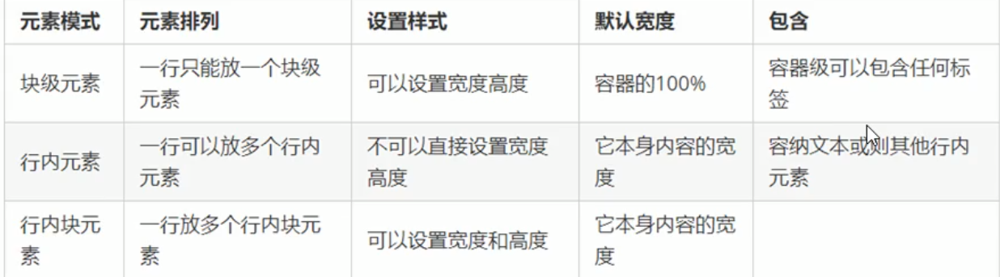 元素模式 元素排列 设置样式 默认宽度 包含
块级元素 一行只能放一个块级元素 可以设置宽度高度 容器的100% 容器级可以包含任何标签
行内元素 一行可以放多个行内元素 不可以直接设置宽度高度 它本身内容的宽度 容纳文本或则其他行内元素
行内块元素 一行放多个行内块元素 可以设置宽度和高度 它本身内容的宽度